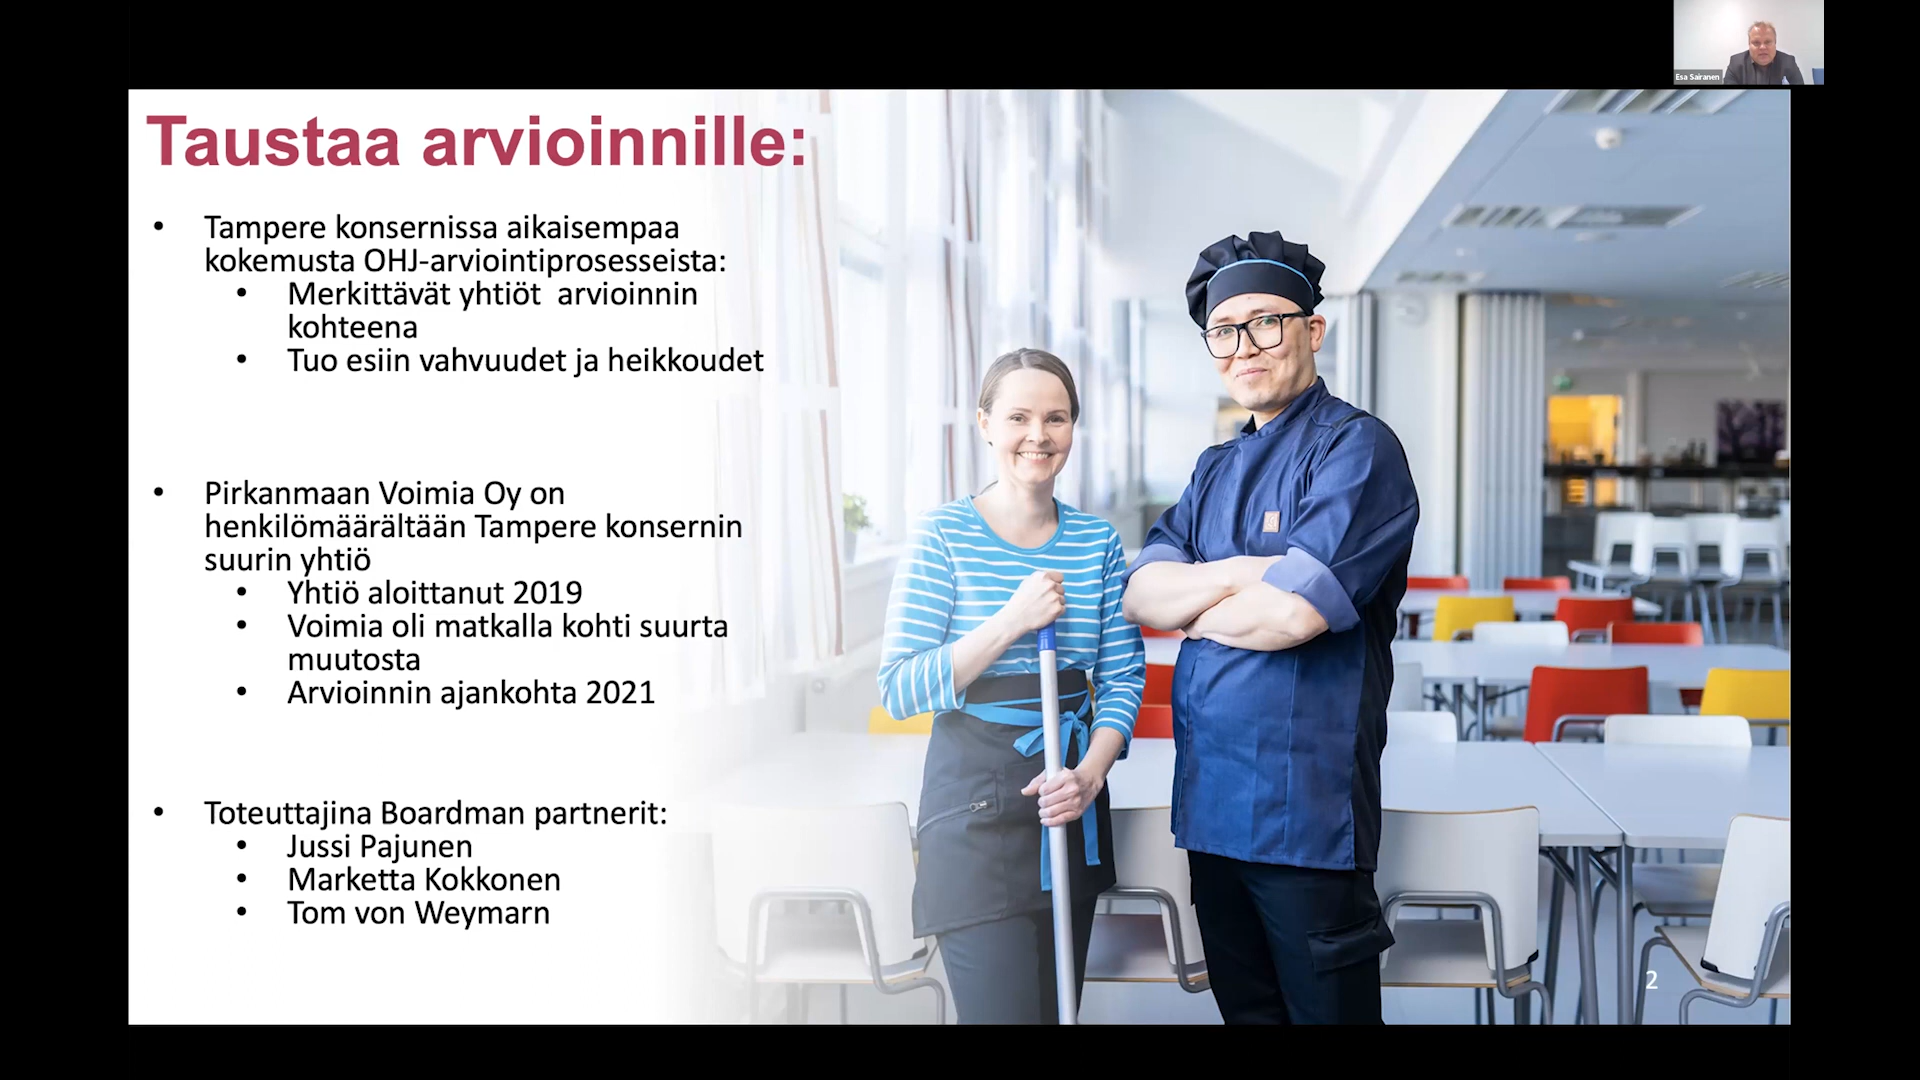 Esa Sairanen
Taustaa arvioinnille:
• Tampere konsernissa aikaisempaa
kokemusta OHJ-arviointiprosesseista:
• Merkittävät yhtiöt arvioinnin
kohteena
• Tuo esiin vahvuudet ja heikkoudet
• Pirkanmaan Voimia Oy on
henkilömäärältään Tampere konsernin
suurin yhtiö
• Yhtiö aloittanut 2019
• Voimia oli matkalla kohti suurta
muutosta
• Arvioinnin ajankohta 2021
• Toteuttajina Boardman partnerit:
• Jussi Pajunen
• Marketta Kokkonen
• Tom von Weymarn
2